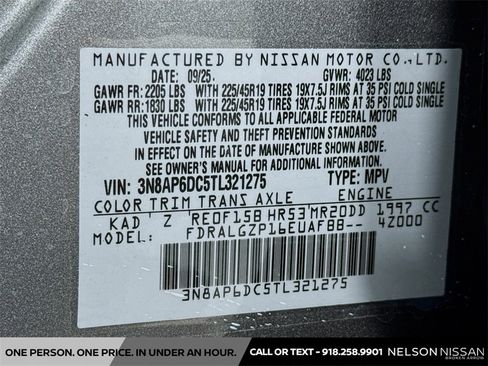 MANUFACTURED BY NISSAN MOTOR CO., LTD.
DATE: 09/25. GVWR: 4023 LBS
GAWR FR: 2205 LBS WITH 225/45R19 TIRES 19X7.5J RIMS AT 35 PSI COLD SINGLE
GAWR RR: 1830 LBS WITH 225/45R19 TIRES 19X7.5J RIMS AT 35 PSI COLD SINGLE
THIS VEHICLE CONFORMS TO ALL APPLICABLE FEDERAL MOTOR
VEHICLE SAFETY AND THEFT PREVENTION STANDARDS
IN EFFECT ON THE DATE OF MANUFACTURE SHOWN ABOVE.
SEE OWNER'S MANUAL FOR ADDITIONAL INFORMATION.
VIN: 3N8AP6DC5TL321275 TYPE: MPV
COLOR TRIM TRANS AXLE ENGINE
KAD Z RE0F15B HR53 MR20DD 1997 CC
FDRALGZP16EUAF88-- 4Z000
3N8AP6DC5TL321275
ONE PERSON. ONE PRICE. IN UNDER AN HOUR. CALL OR TEXT - 918.258.9901 NELSON NISSAN
BROKEN ARROW